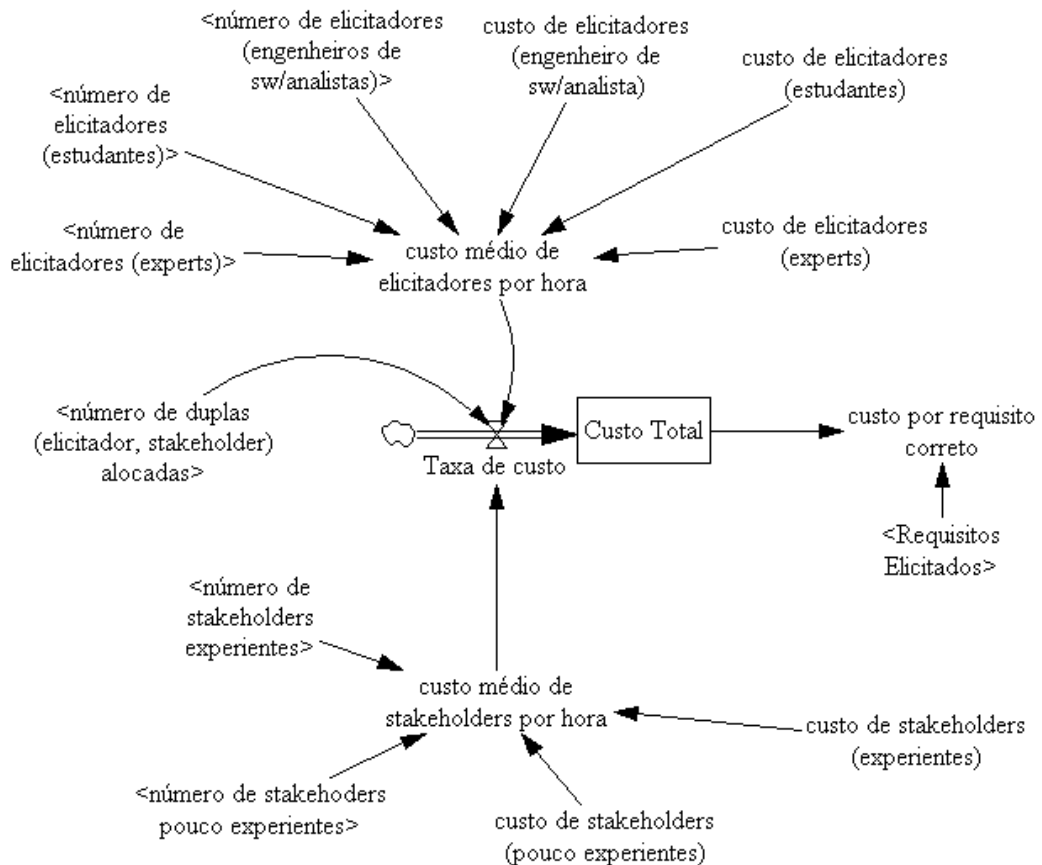 <número de elicitadores
(engenheiros de
sw/analistas)>
custo de elicitadores
(engenheiro de
sw/analista)
custo de elicitadores
(estudantes)
<número de
elicitadores
(estudantes)>
<número de
elicitadores (experts)>
custo médio de
elicitadores por hora
custo de elicitadores
(experts)
<número de duplas
(elicitador, stakeholder)
alocadas>
Taxa de custo
Custo Total
custo por requisito
correto
<Requisitos
Elicitados>
<número de
stakeholders
experientes>
custo médio de
stakeholders por hora
custo de stakeholders
(experientes)
<número de stakehoders
pouco experientes>
custo de stakeholders
(pouco experientes)